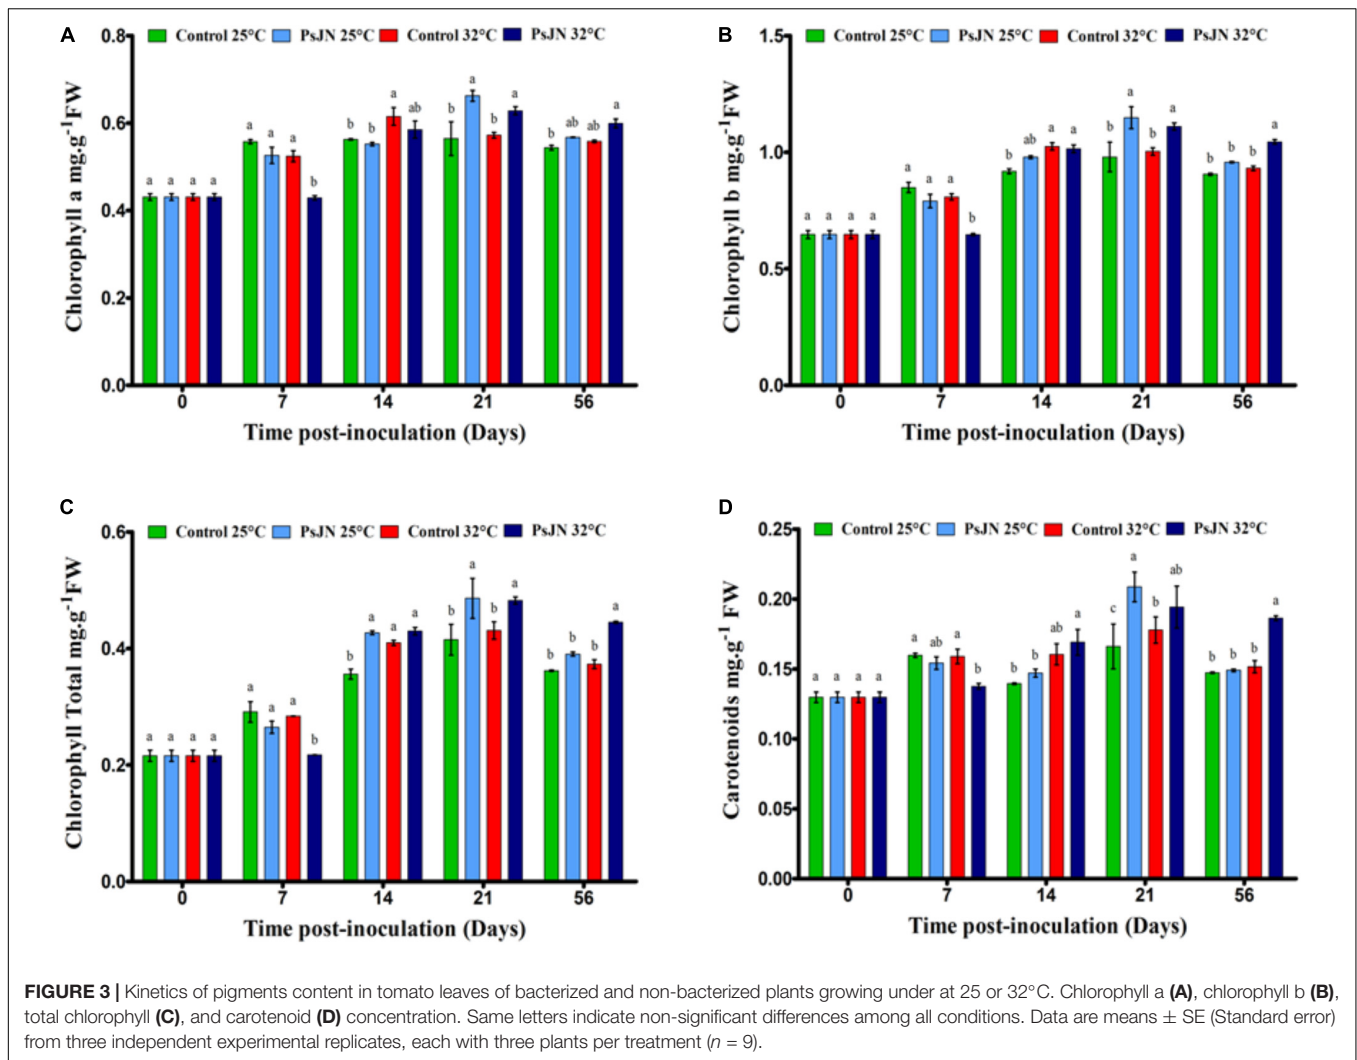 A
Control 25°C PsJN 25°C Control 32°C PsJN 32°C
Chlorophyll a mg.g-1FW
0.8
0.6
0.4
0.2
0.0
a a a a
a a a b
b b a ab
b a b a
b ab ab a
0 7 14 21 56
Time post-inoculation (Days)
B
Control 25°C PsJN 25°C Control 32°C PsJN 32°C
Chlorophyll b mg.g-1FW
1.5
1.0
0.5
0.0
a a a a
a a a b
b ab a a
b a b a
b b b a
0 7 14 21 56
Time post-inoculation (Days)
C
Control 25°C PsJN 25°C Control 32°C PsJN 32°C
Chlorophyll Total mg.g-1FW
0.6
0.4
0.2
0.0
a a a a
a a a b
b a a a
b a b a
b b b a
0 7 14 21 56
Time post-inoculation (Days)
D
Control 25°C PsJN 25°C Control 32°C PsJN 32°C
Carotenoids mg.g-1 FW
0.25
0.20
0.15
0.10
0.05
0.00
a a a a
a ab a b
b b ab a
c a b ab
b b b a
0 7 14 21 56
Time post-inoculation (Days)
FIGURE 3 | Kinetics of pigments content in tomato leaves of bacterized and non-bacterized plants growing under at 25 or 32°C. Chlorophyll a (A), chlorophyll b (B),
total chlorophyll (C), and carotenoid (D) concentration. Same letters indicate non-significant differences among all conditions. Data are means ± SE (Standard error)
from three independent experimental replicates, each with three plants per treatment (n = 9).